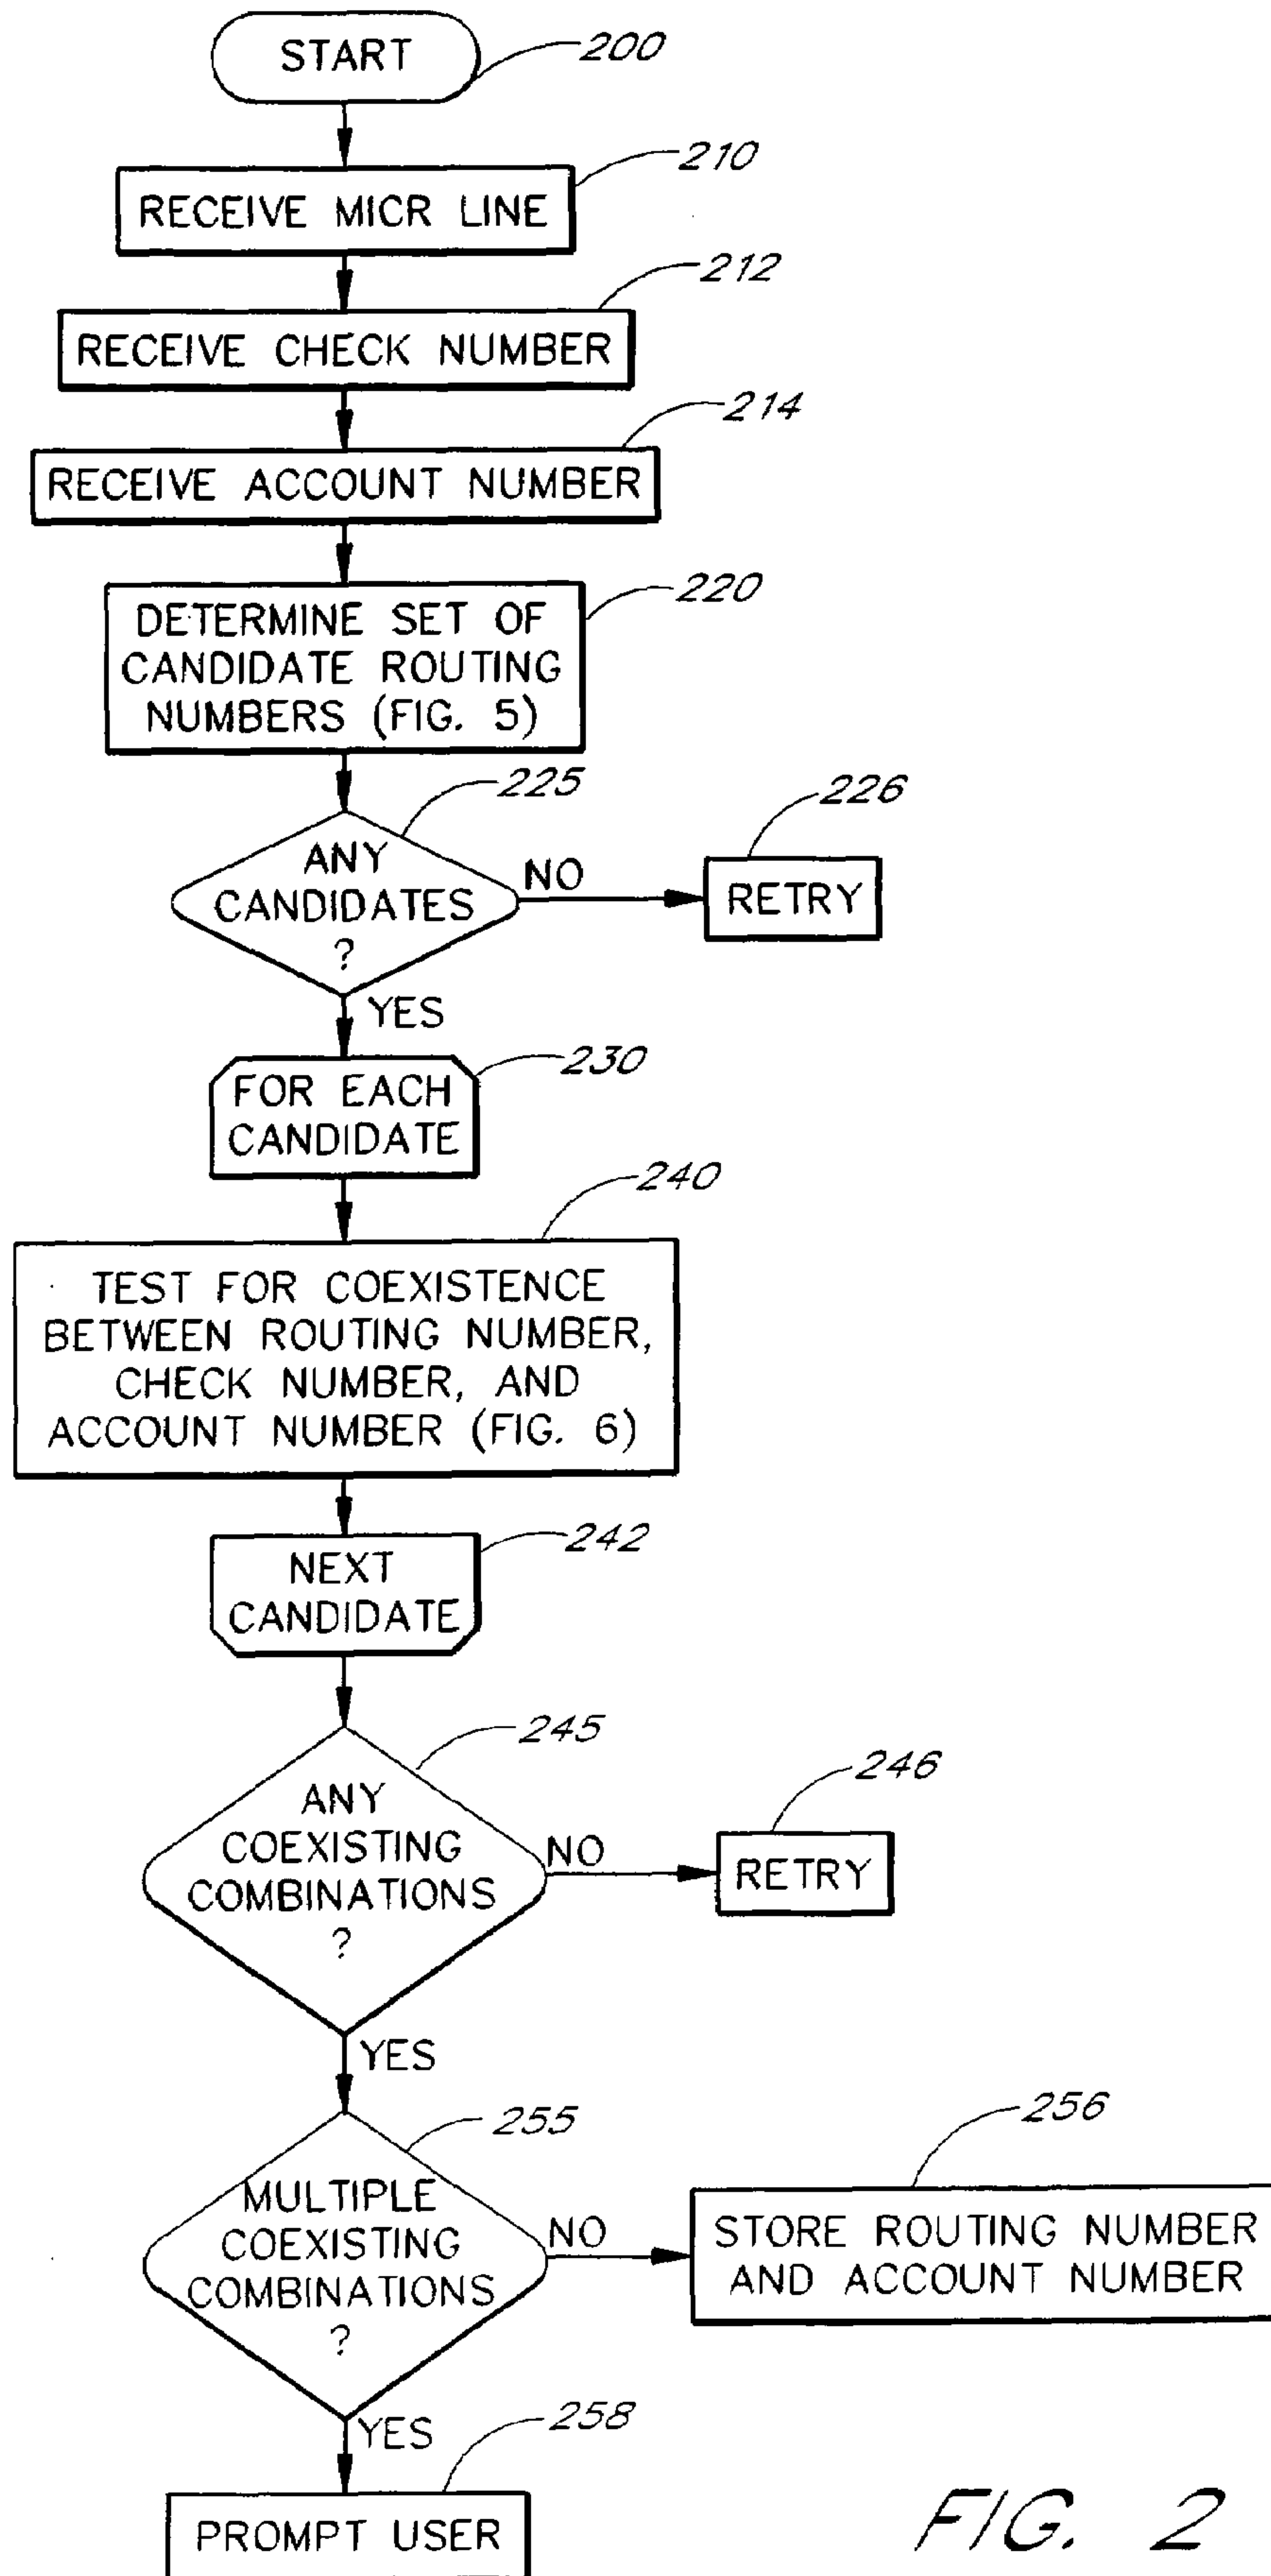 START
200
210
RECEIVE MICR LINE
212
RECEIVE CHECK NUMBER
214
RECEIVE ACCOUNT NUMBER
220
DETERMINE SET OF
CANDIDATE ROUTING
NUMBERS (FIG. 5)
225
ANY
CANDIDATES
?
NO
226
RETRY
YES
230
FOR EACH
CANDIDATE
240
TEST FOR COEXISTENCE
BETWEEN ROUTING NUMBER,
CHECK NUMBER, AND
ACCOUNT NUMBER (FIG. 6)
242
NEXT
CANDIDATE
245
ANY
COEXISTING
COMBINATIONS
?
NO
246
RETRY
YES
255
MULTIPLE
COEXISTING
COMBINATIONS
?
NO
256
STORE ROUTING NUMBER
AND ACCOUNT NUMBER
YES
258
PROMPT USER
FIG. 2